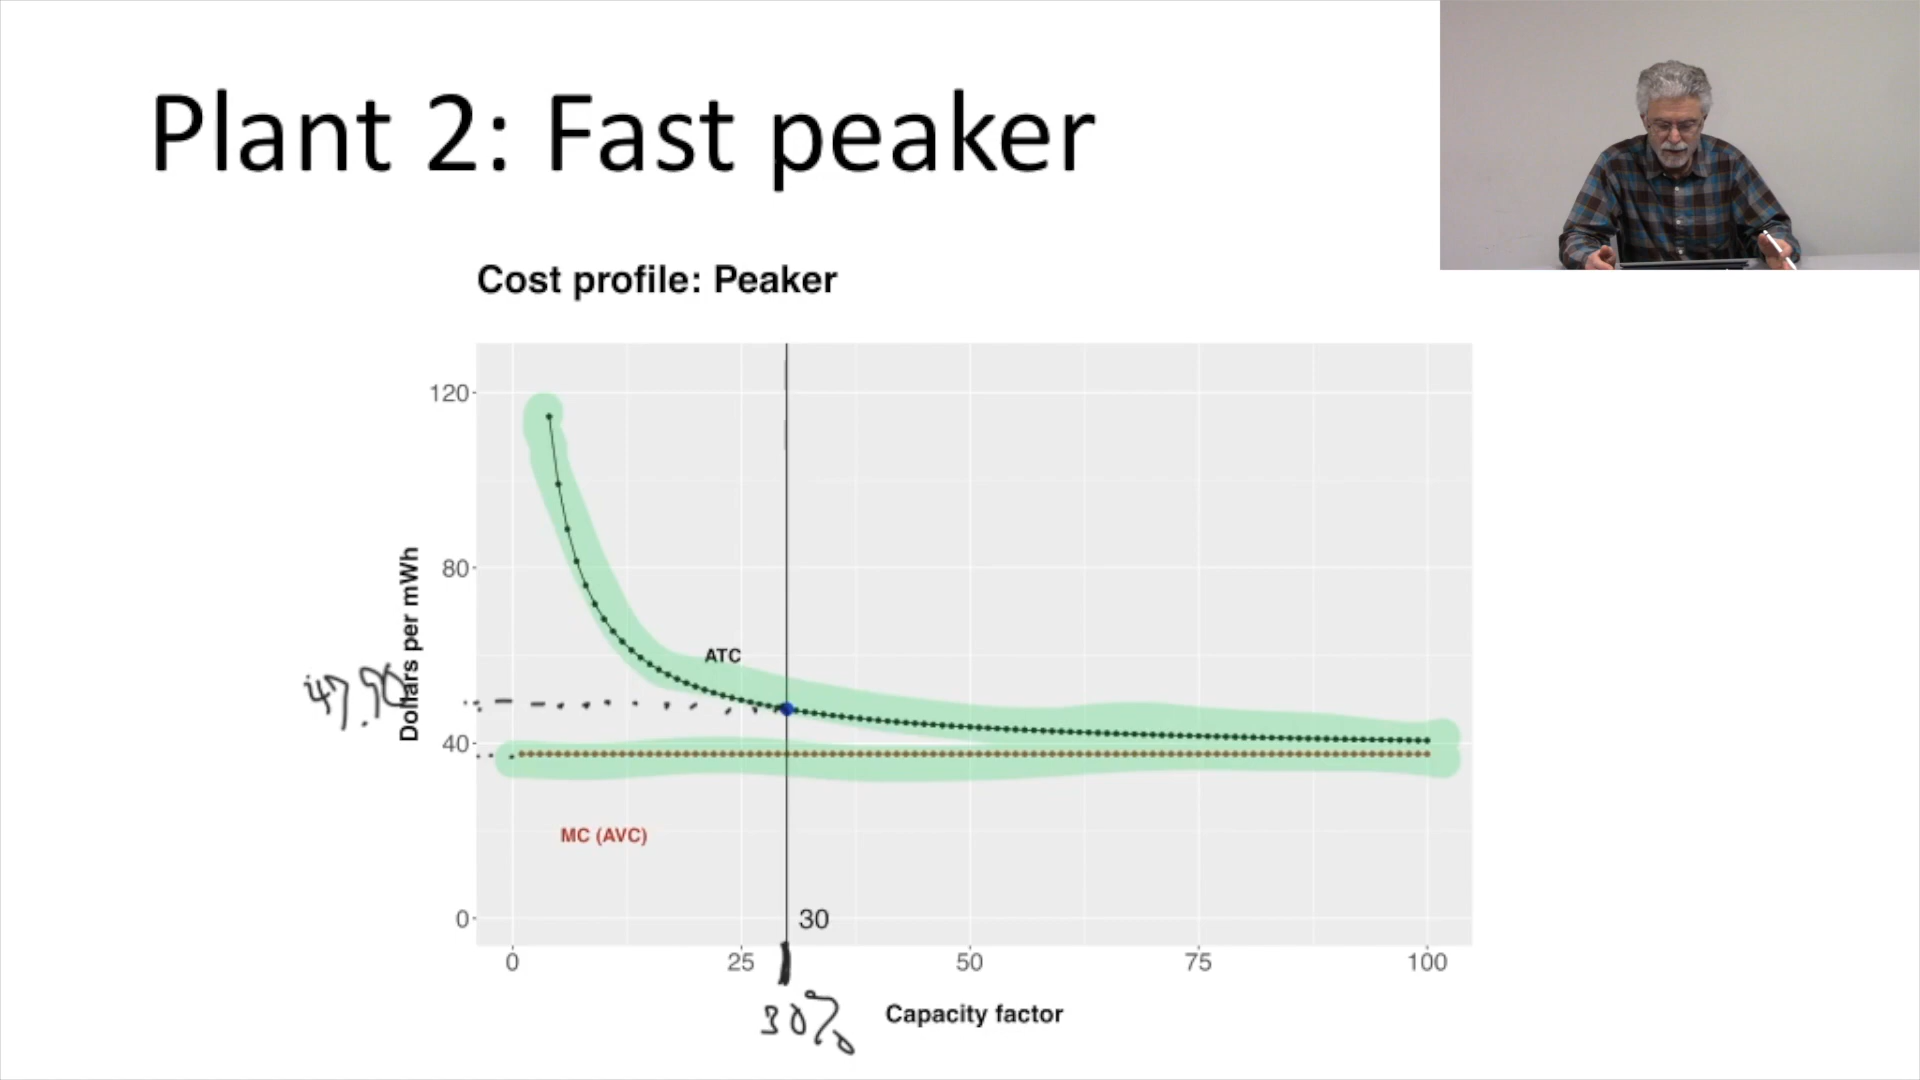 Plant 2: Fast peaker
Cost profile: Peaker
120
80
40
0
Dollars per mWh
47.90
ATC
MC (AVC)
30
0
25
50
75
100
30%
Capacity factor